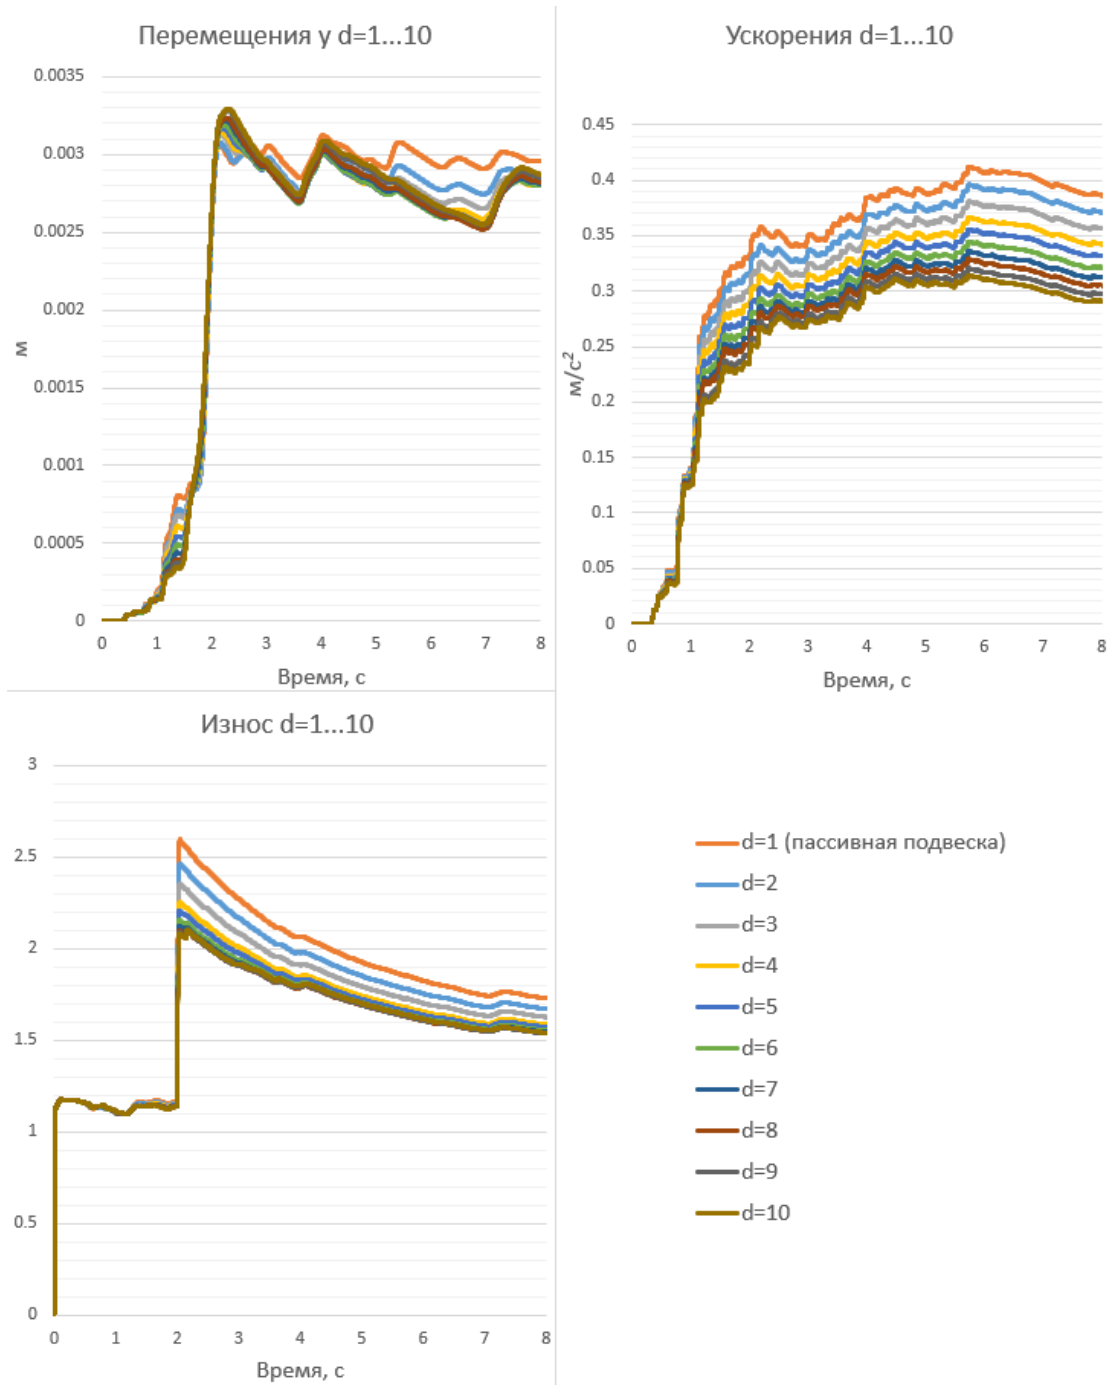 Перемещения y d=1...10
0.0035
0.003
0.0025
0.002
0.0015
0.001
0.0005
0
м
0 1 2 3 4 5 6 7 8
Время, с
Ускорения d=1...10
0.45
0.4
0.35
0.3
0.25
0.2
0.15
0.1
0.05
0
м/с²
0 1 2 3 4 5 6 7 8
Время, с
Износ d=1...10
3
2.5
2
1.5
1
0.5
0
0 1 2 3 4 5 6 7 8
Время, с
d=1 (пассивная подвеска)
d=2
d=3
d=4
d=5
d=6
d=7
d=8
d=9
d=10